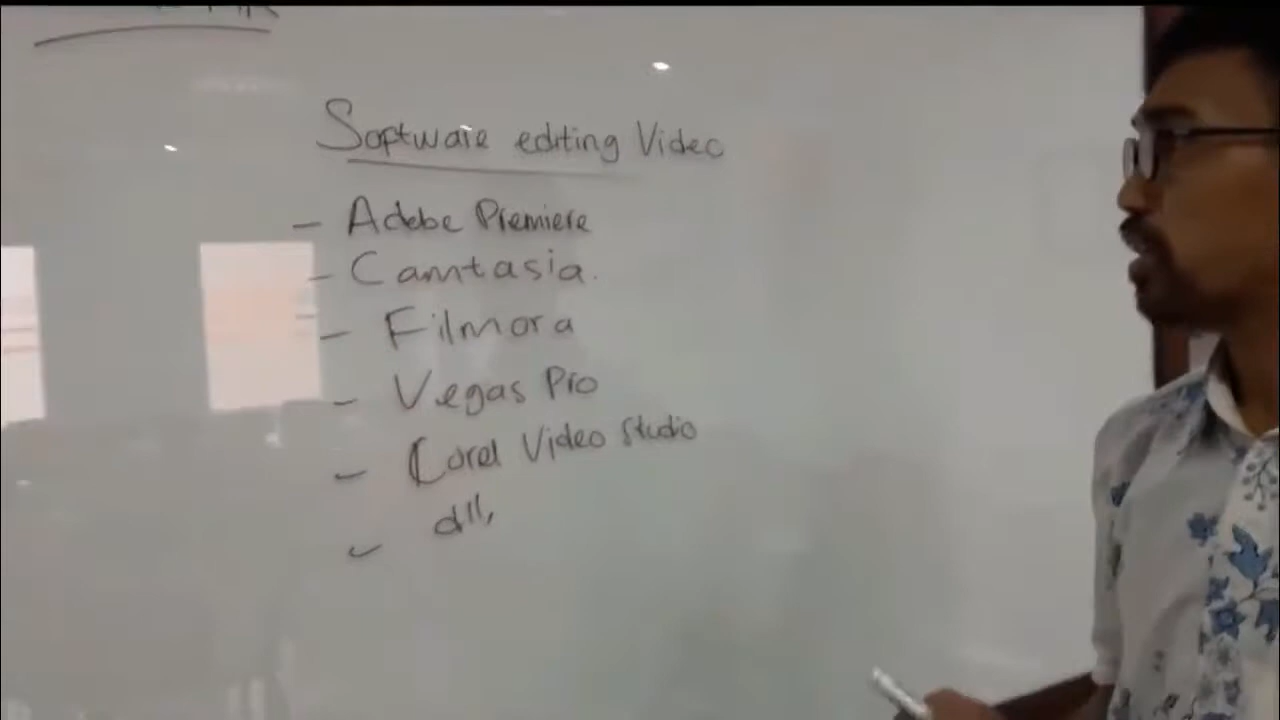 Software editing Video
- Adobe Premiere
- Camtasia.
- Filmora
- Vegas Pro
- Corel Video Studio
- dll,